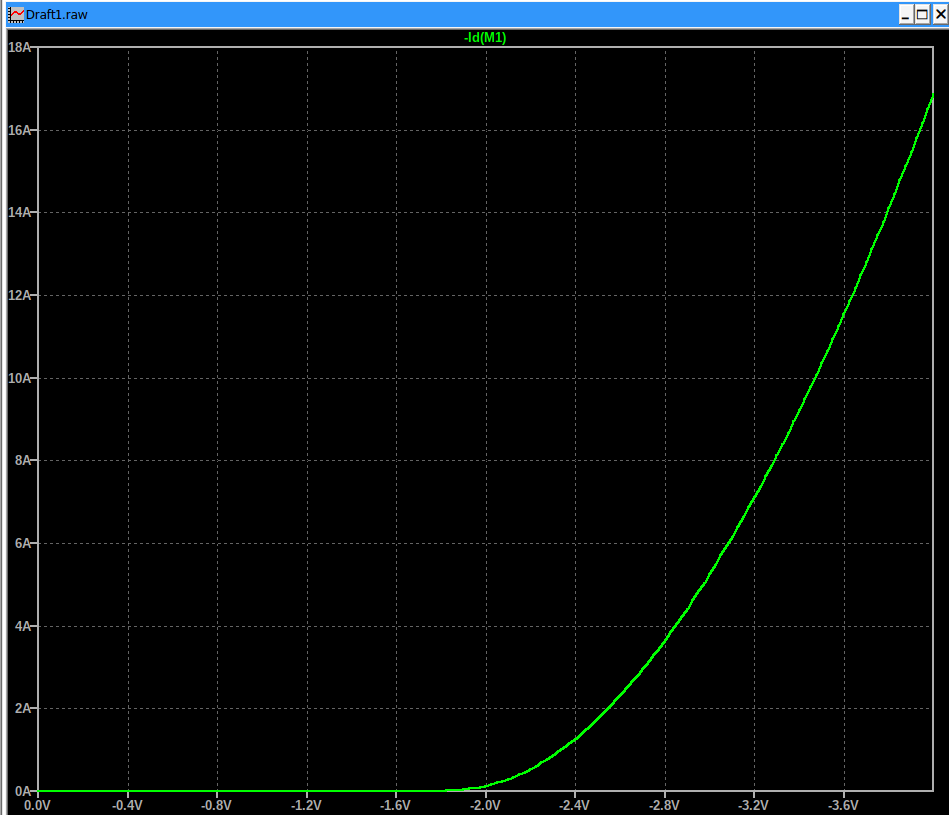 Draft1.raw
-Id(M1)
18A
16A
14A
12A
10A
8A
6A
4A
2A
0A
0.0V -0.4V -0.8V -1.2V -1.6V -2.0V -2.4V -2.8V -3.2V -3.6V